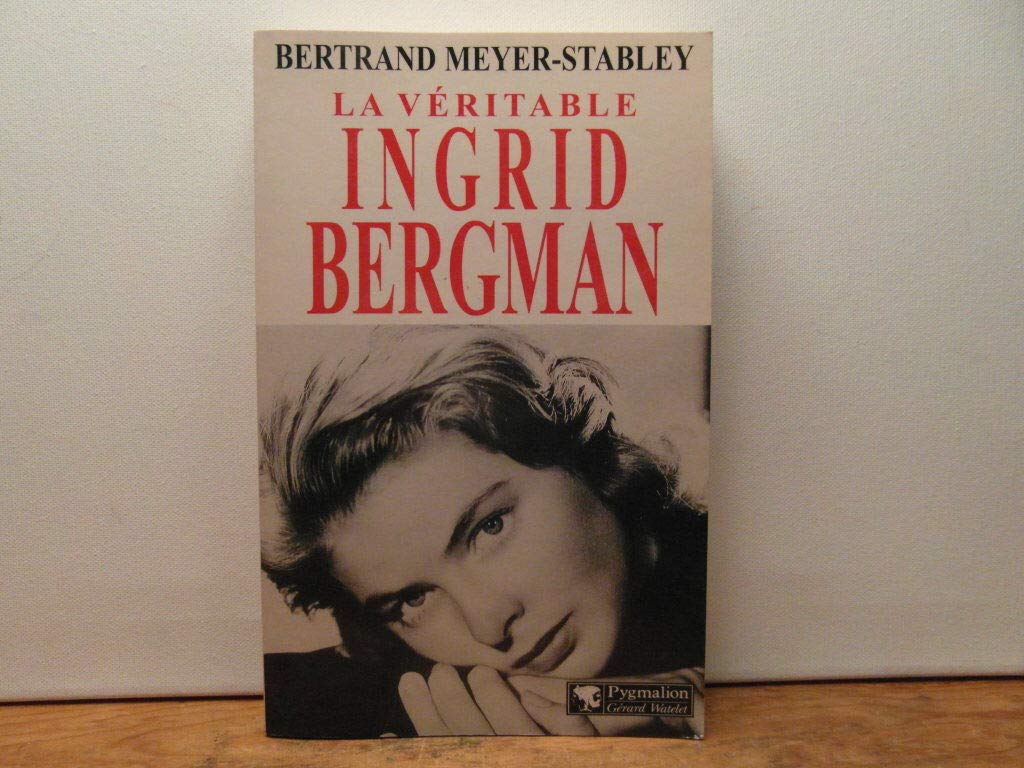 BERTRAND MEYER-STABLEY
LA VÉRITABLE
INGRID
BERGMAN
Pygmalion
Gérard Watelet